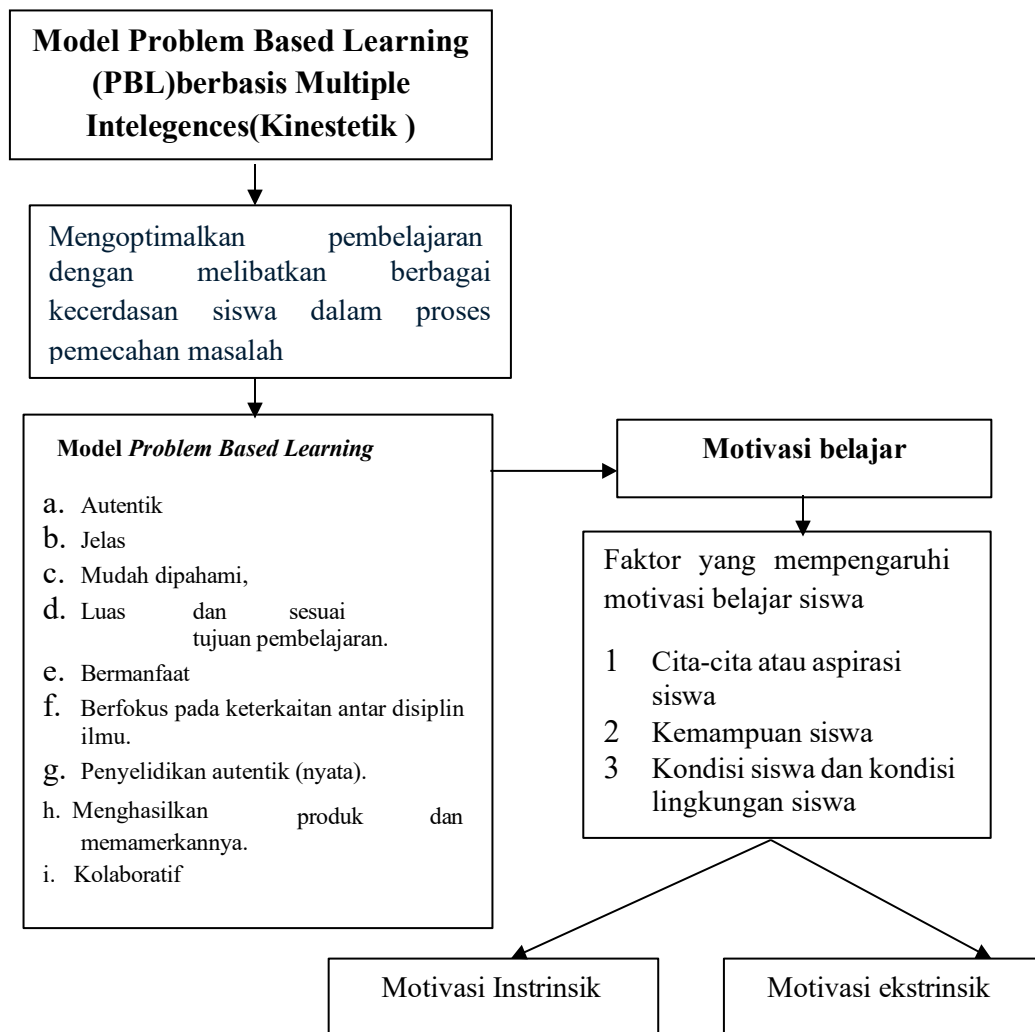 Model Problem Based Learning
(PBL)berbasis Multiple
Intelegences(Kinestetik )
Mengoptimalkan pembelajaran
dengan melibatkan berbagai
kecerdasan siswa dalam proses
pemecahan masalah
Model Problem Based Learning
a. Autentik
b. Jelas
c. Mudah dipahami,
d. Luas dan sesuai
tujuan pembelajaran.
e. Bermanfaat
f. Berfokus pada keterkaitan antar disiplin
ilmu.
g. Penyelidikan autentik (nyata).
h. Menghasilkan produk dan
memamerkannya.
i. Kolaboratif
Motivasi belajar
Faktor yang mempengaruhi
motivasi belajar siswa
1 Cita-cita atau aspirasi
siswa
2 Kemampuan siswa
3 Kondisi siswa dan kondisi
lingkungan siswa
Motivasi Instrinsik
Motivasi ekstrinsik